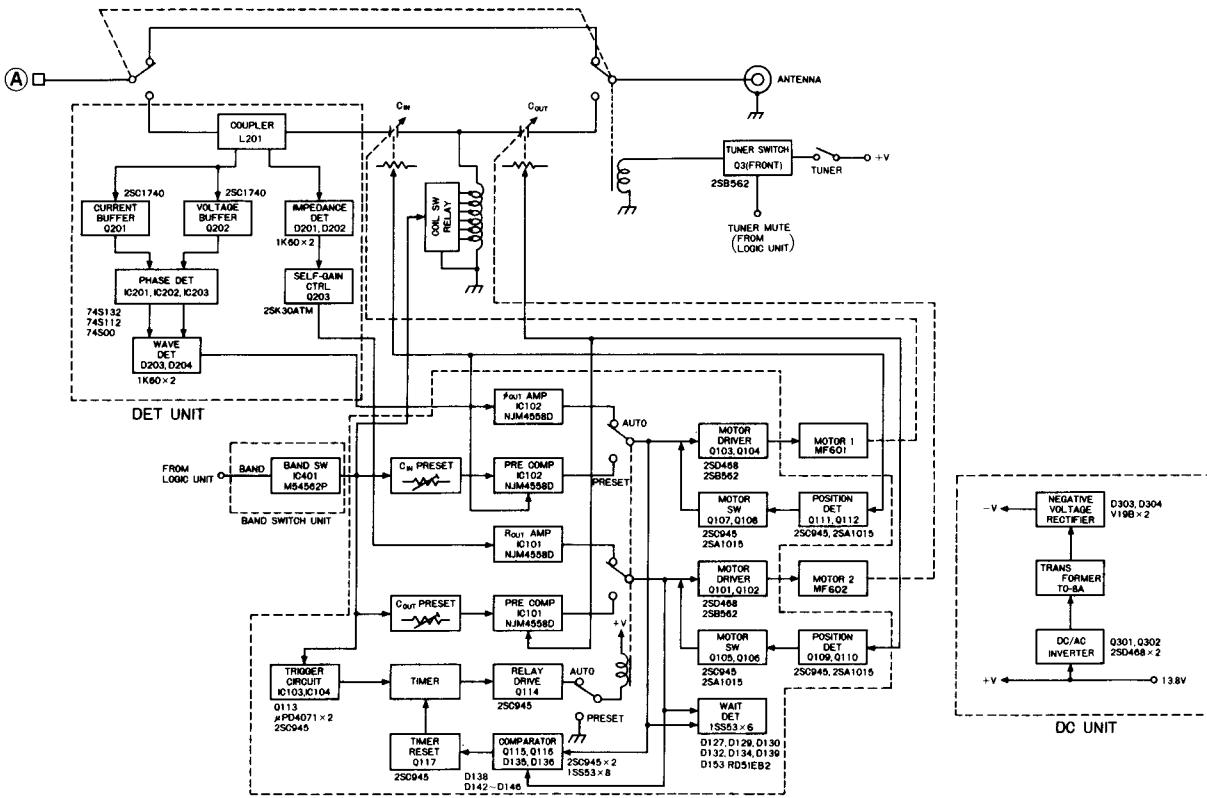 A
ANTENNA
COUPLER
L201
C IN
C OUT
TUNER SWITCH
Q3(FRONT)
2SB562
TUNER
+V
TUNER MUTE
(FROM
LOGIC UNIT)
2SC1740
2SC1740
CURRENT
BUFFER
Q201
VOLTAGE
BUFFER
Q202
IMPEDANCE
DET
D201, D202
1K60×2
COIL SW
RELAY
PHASE DET
IC201, IC202, IC203
74S132
74S112
74S00
SELF-GAIN
CTRL
Q203
2SK30ATM
WAVE
DET
D203, D204
1K60×2
DET UNIT
OUT AMP
IC102
NJM4558D
AUTO
PRESET
MOTOR
DRIVER
Q103, Q104
2SD468
2SB562
MOTOR 1
MF601
FROM
LOGIC UNIT
BAND
BAND SW
IC401
M54562P
BAND SWITCH UNIT
C IN PRESET
PRE COMP
IC102
NJM4558D
MOTOR
SW
Q107, Q108
2SC945
2SA1015
POSITION
DET
Q111, Q112
2SC945, 2SA1015
R OUT AMP
IC101
NJM4558D
MOTOR
DRIVER
Q101, Q102
2SD468
2SB562
MOTOR 2
MF602
C OUT PRESET
PRE COMP
IC101
NJM4558D
+V
MOTOR
SW
Q105, Q106
2SC945
2SA1015
POSITION
DET
Q109, Q110
2SC945, 2SA1015
TRIGGER
CIRCUIT
IC103, IC104
Q113
μPD4071×2
2SC945
TIMER
RELAY
DRIVE
Q114
2SC945
AUTO
PRESET
WAIT
DET
1SS53×6
D127, D129, D130
D132, D134, D139
D153 RD51EB2
TIMER
RESET
Q117
2SC945
COMPARATOR
Q115, Q116
D135, D136
2SC945×2
1SS53×8
D138
D142~D146
−V
NEGATIVE
VOLTAGE
RECTIFIER
D303, D304
V19B×2
TRANS
FORMER
TO-8A
DC/AC
INVERTER
Q301, Q302
2SD468×2
+V
13.8V
DC UNIT